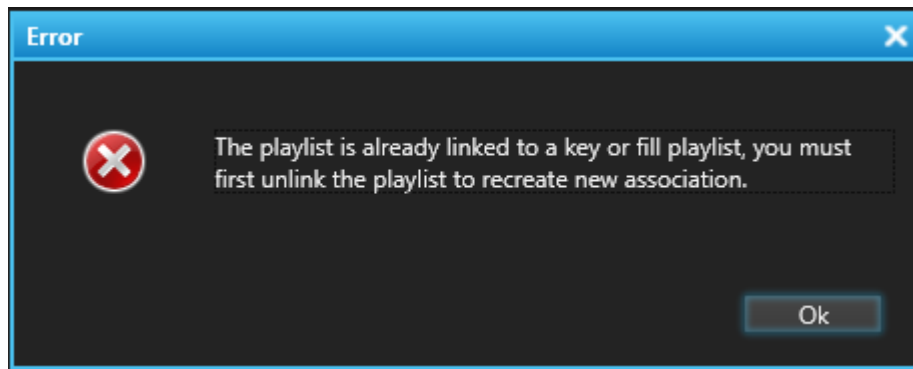 Error
The playlist is already linked to a key or fill playlist, you must
first unlink the playlist to recreate new association.
Ok